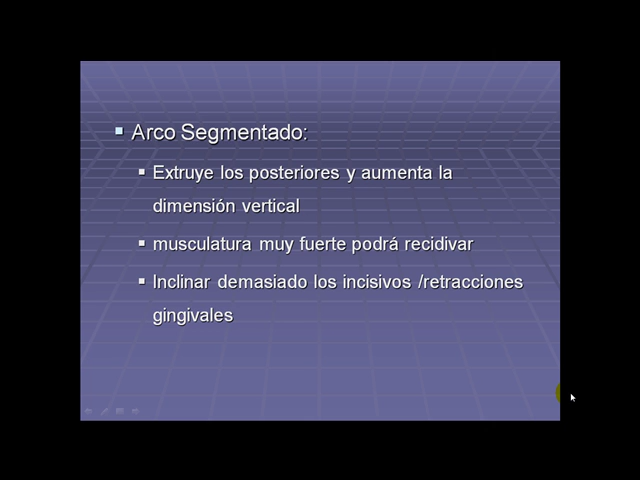 Arco Segmentado:
Extruye los posteriores y aumenta la
dimensión vertical
musculatura muy fuerte podrá recidivar
Inclinar demasiado los incisivos /retracciones
gingivales